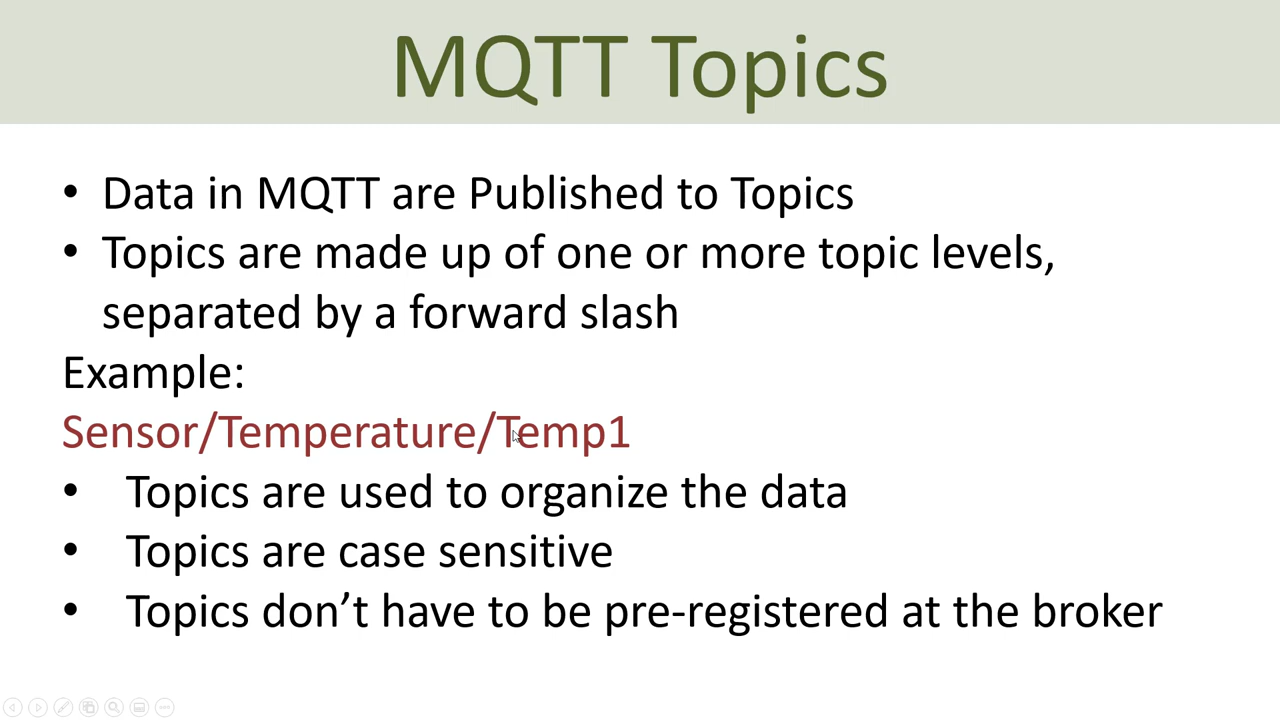 MQTT Topics
• Data in MQTT are Published to Topics
• Topics are made up of one or more topic levels,
separated by a forward slash
Example:
Sensor/Temperature/Temp1
• Topics are used to organize the data
• Topics are case sensitive
• Topics don’t have to be pre-registered at the broker